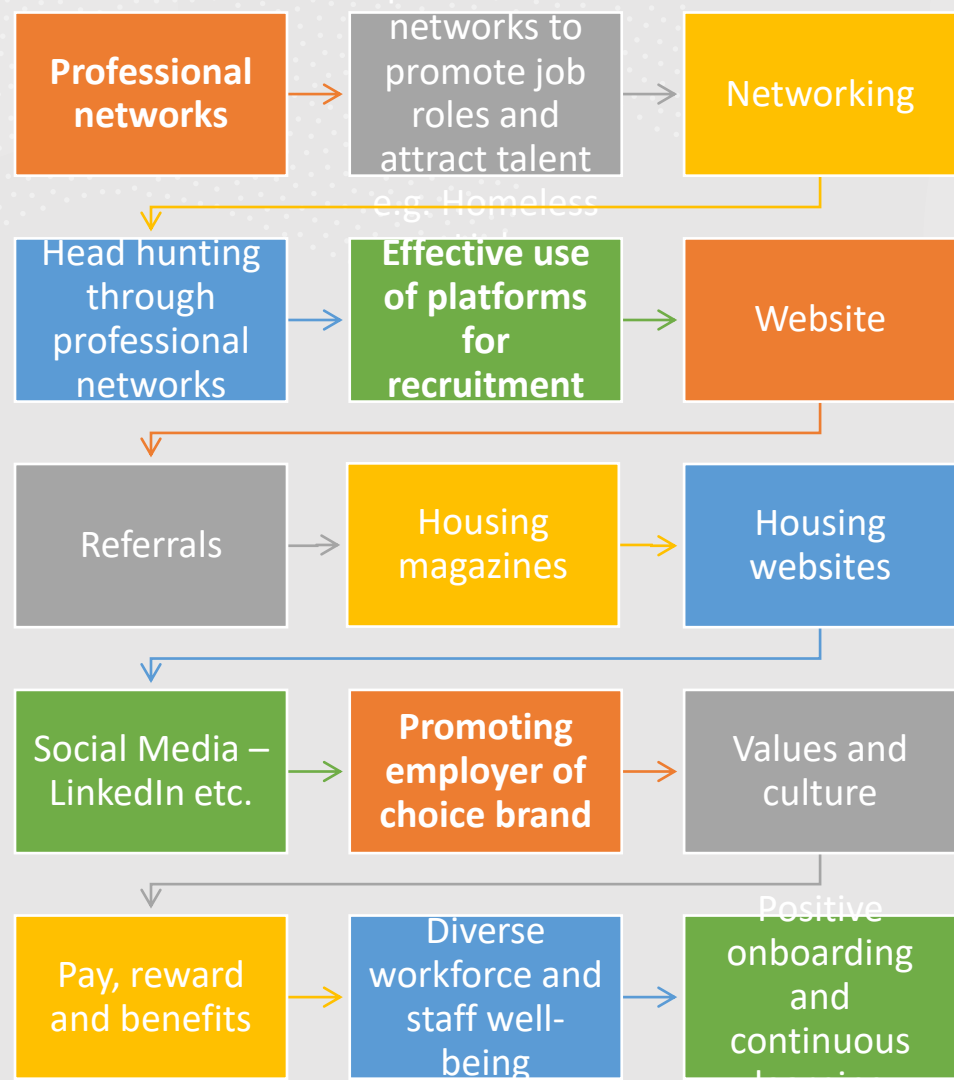 Professional
networks
networks to
promote job
roles and
attract talent
e.g. Homeless
Networking
Head hunting
through
professional
networks
Effective use
of platforms
for
recruitment
Website
Referrals
Housing
magazines
Housing
websites
Social Media –
LinkedIn etc.
Promoting
employer of
choice brand
Values and
culture
Pay, reward
and benefits
Diverse
workforce and
staff well-
being
Positive
onboarding
and
continuous